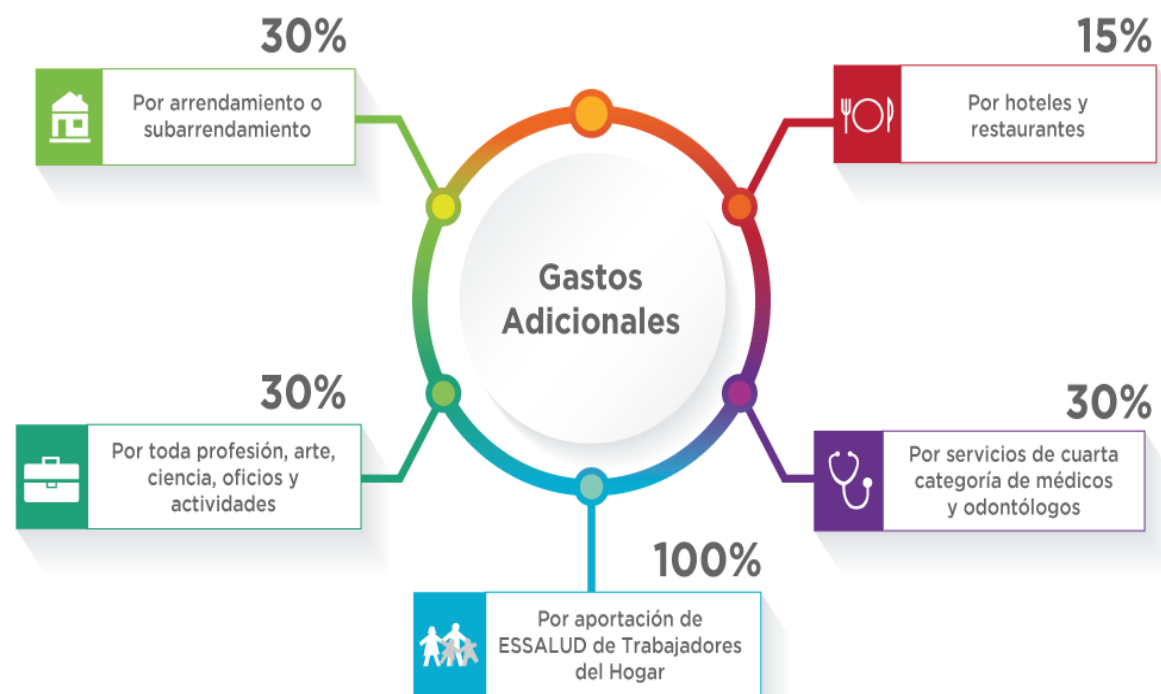 30%
Por arrendamiento o
subarrendamiento
15%
Por hoteles y
restaurantes
Gastos
Adicionales
30%
Por toda profesión, arte,
ciencia, oficios y
actividades
30%
Por servicios de cuarta
categoría de médicos
y odontólogos
100%
Por aportación de
ESSALUD de Trabajadores
del Hogar